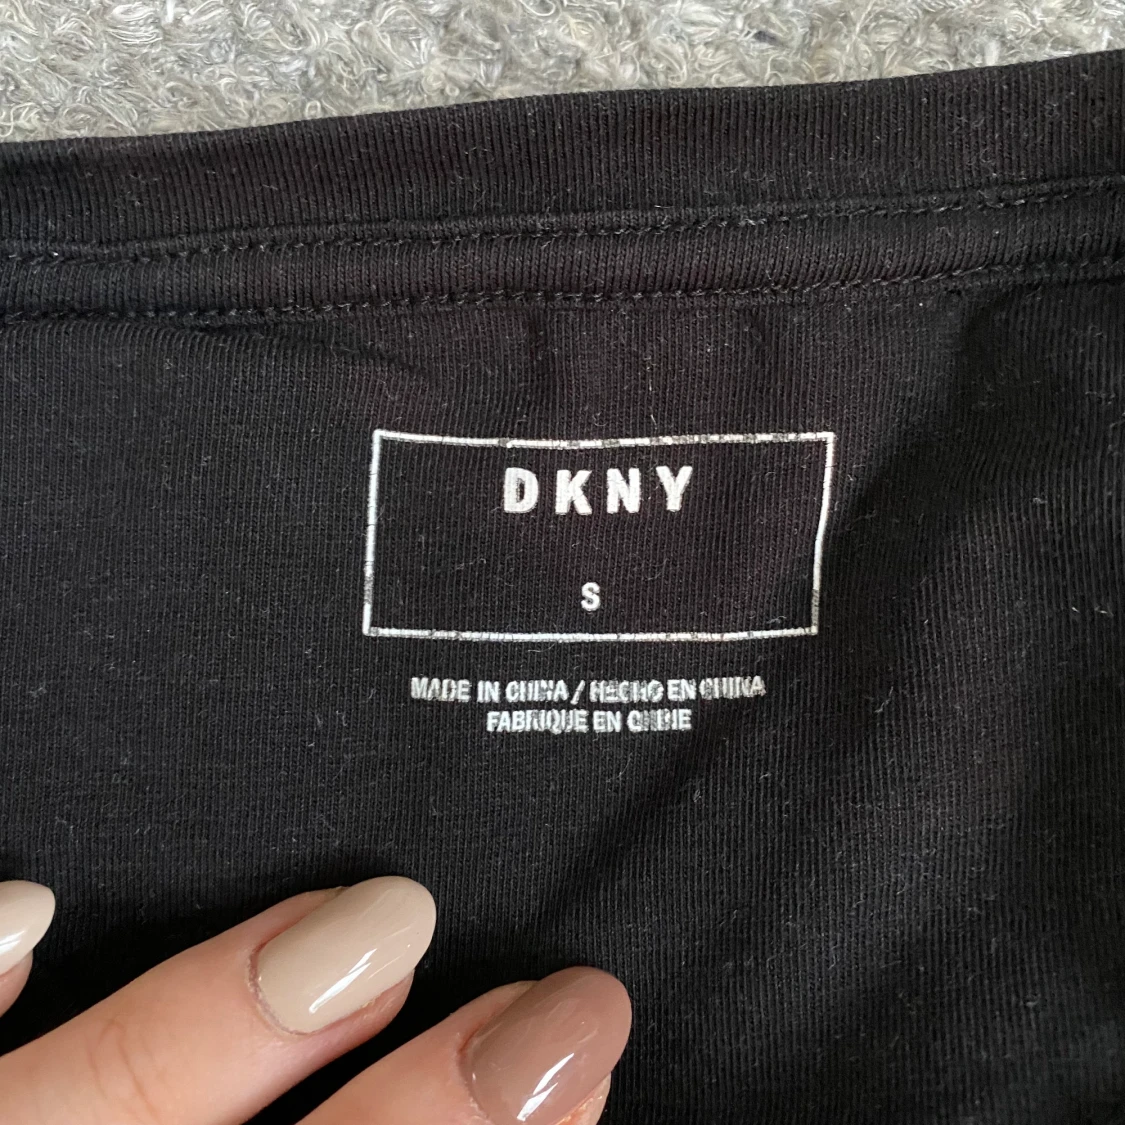 DKNY
S
MADE IN CHINA / HECHO EN CHINA
FABRIQUE EN CHINE